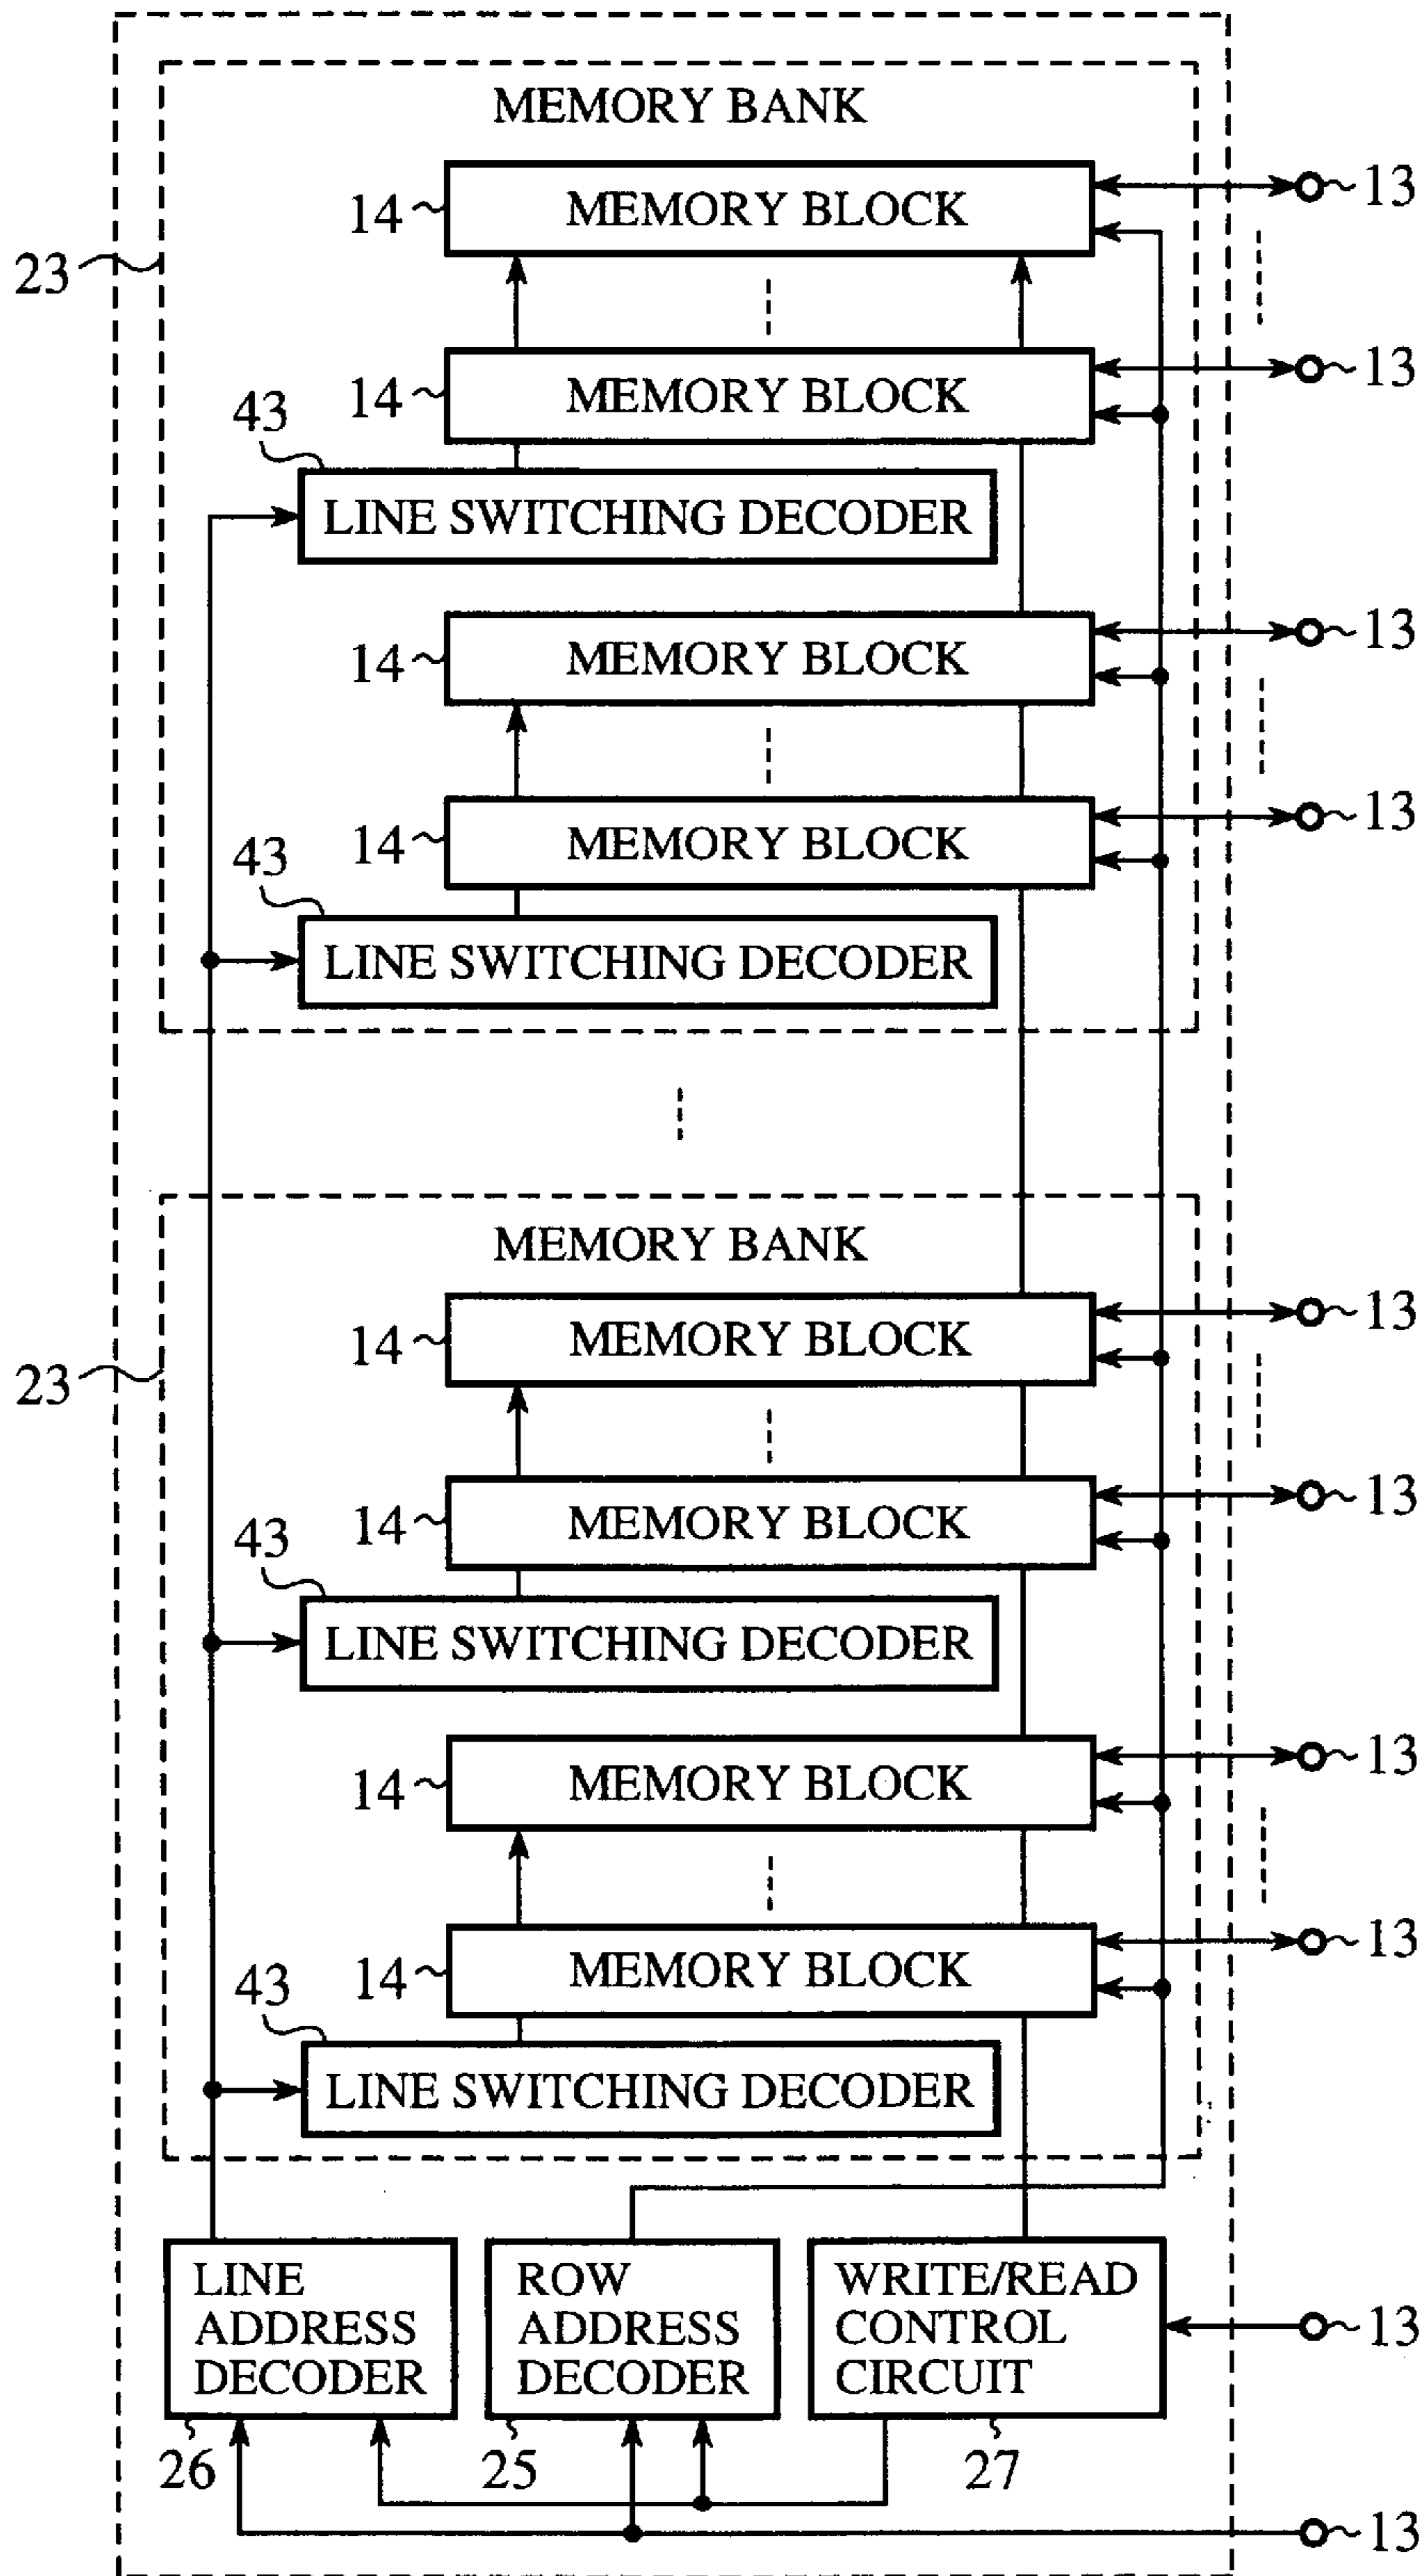 MEMORY BANK
14 MEMORY BLOCK 13
23
14 MEMORY BLOCK 13
43
LINE SWITCHING DECODER
14 MEMORY BLOCK 13
14 MEMORY BLOCK 13
43
LINE SWITCHING DECODER
MEMORY BANK
14 MEMORY BLOCK 13
23
14 MEMORY BLOCK 13
43
LINE SWITCHING DECODER
14 MEMORY BLOCK 13
14 MEMORY BLOCK 13
43
LINE SWITCHING DECODER
LINE
ADDRESS
DECODER
ROW
ADDRESS
DECODER
WRITE/READ
CONTROL
CIRCUIT
13
26 25 27
13